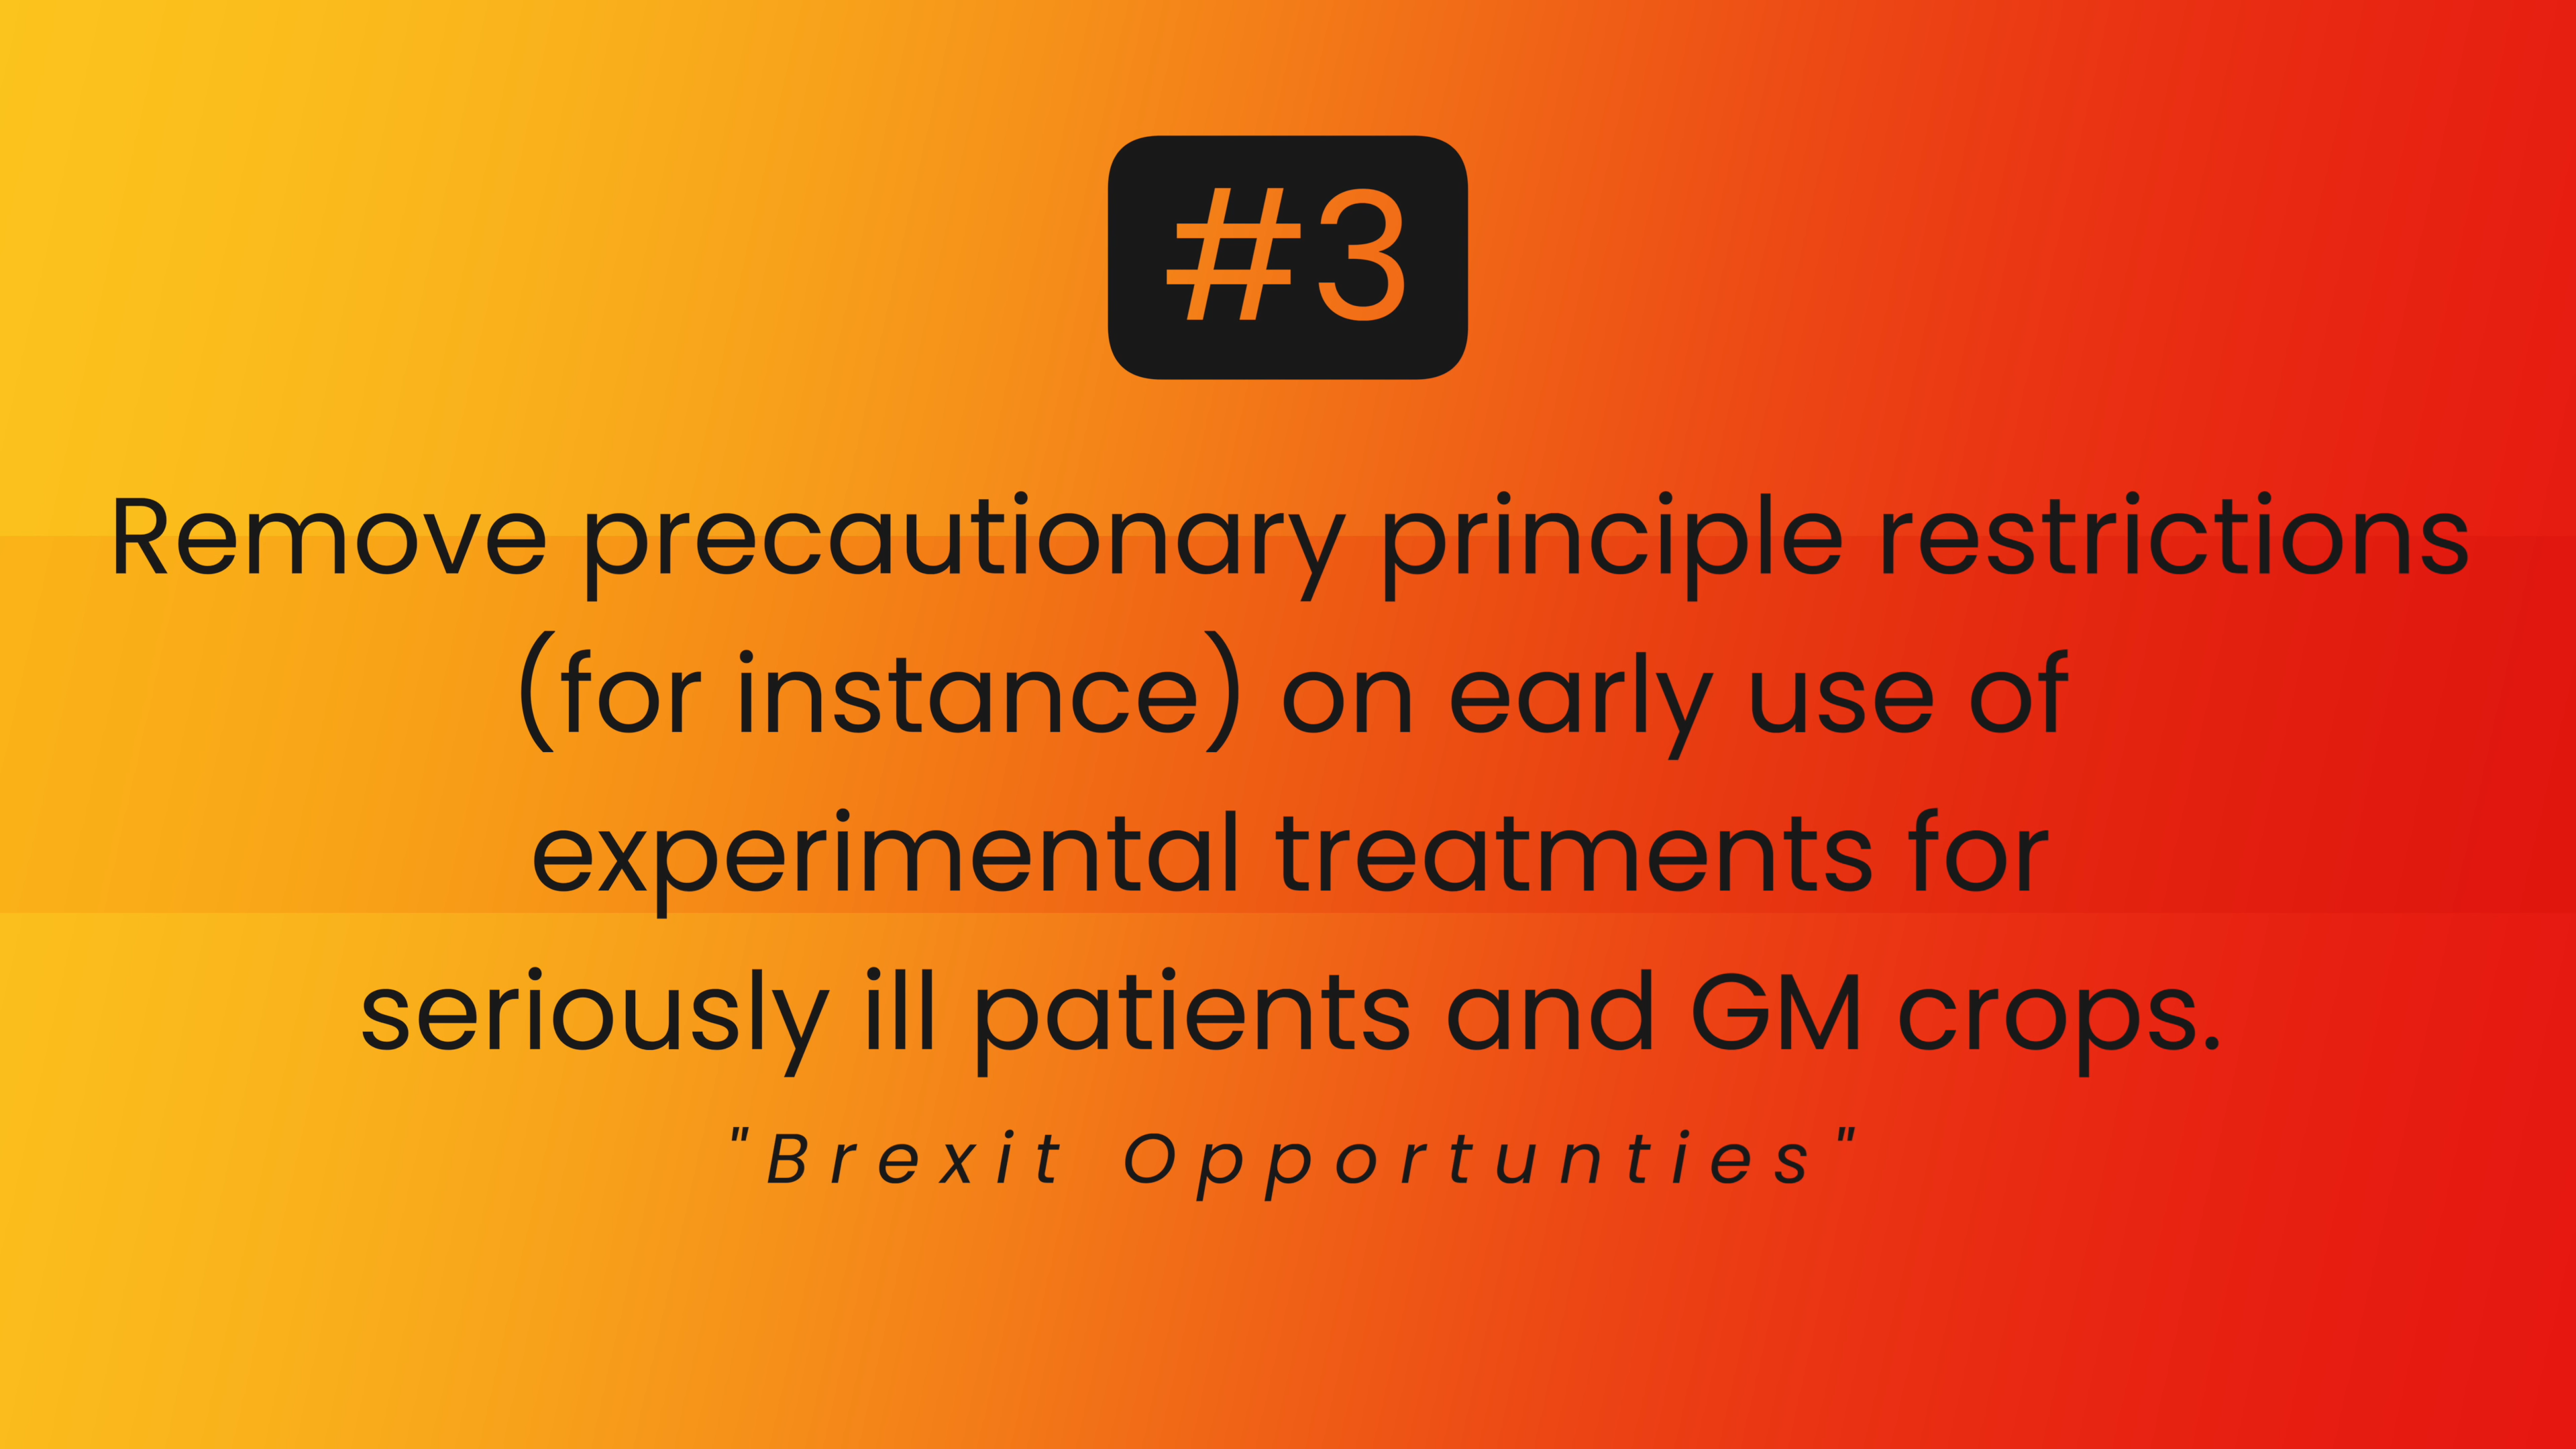 #3
Remove precautionary principle restrictions
(for instance) on early use of
experimental treatments for
seriously ill patients and GM crops.
"Brexit Opportunties"